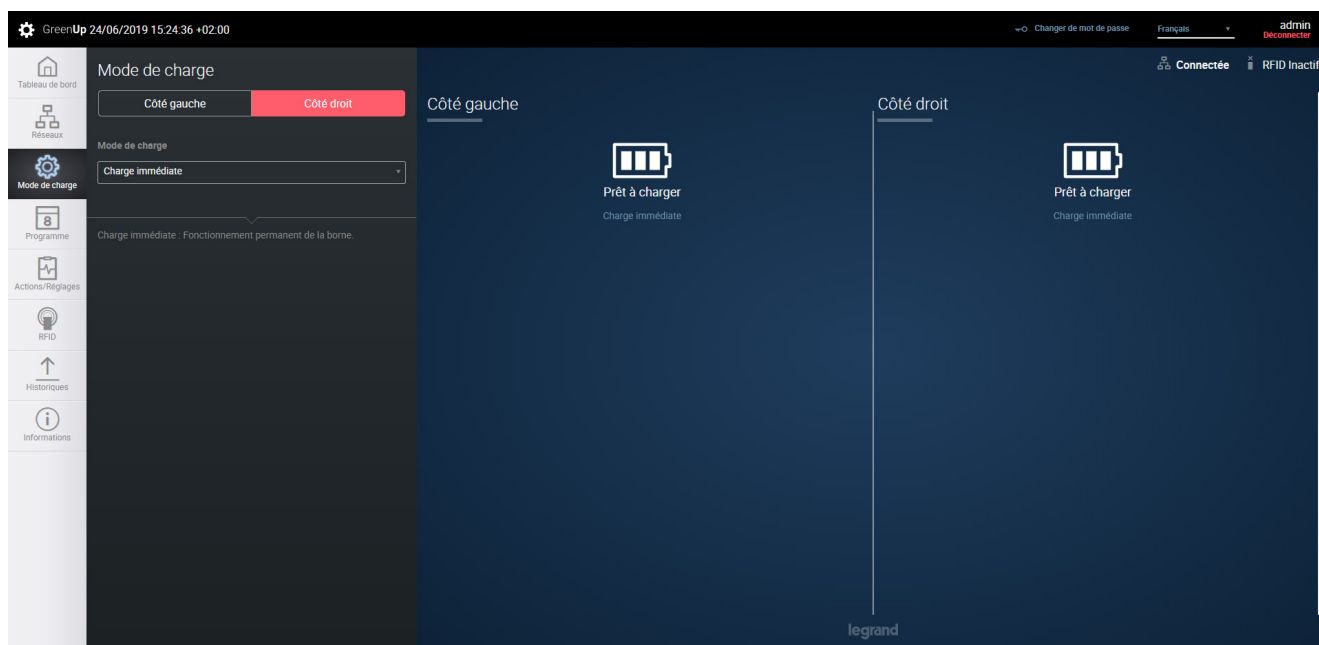 GreenUp 24/06/2019 15:24:36 +02:00
Changer de mot de passe
Français
admin
Déconnecter
Tableau de bord
Réseaux
Mode de charge
8
Programme
Actions/Réglages
RFID
Historiques
Informations
Mode de charge
Côté gauche
Côté droit
Mode de charge
Charge immédiate
Charge immédiate : Fonctionnement permanent de la borne.
Connectée
RFID Inactif
Côté gauche
Prêt à charger
Charge immédiate
Côté droit
Prêt à charger
Charge immédiate
legrand